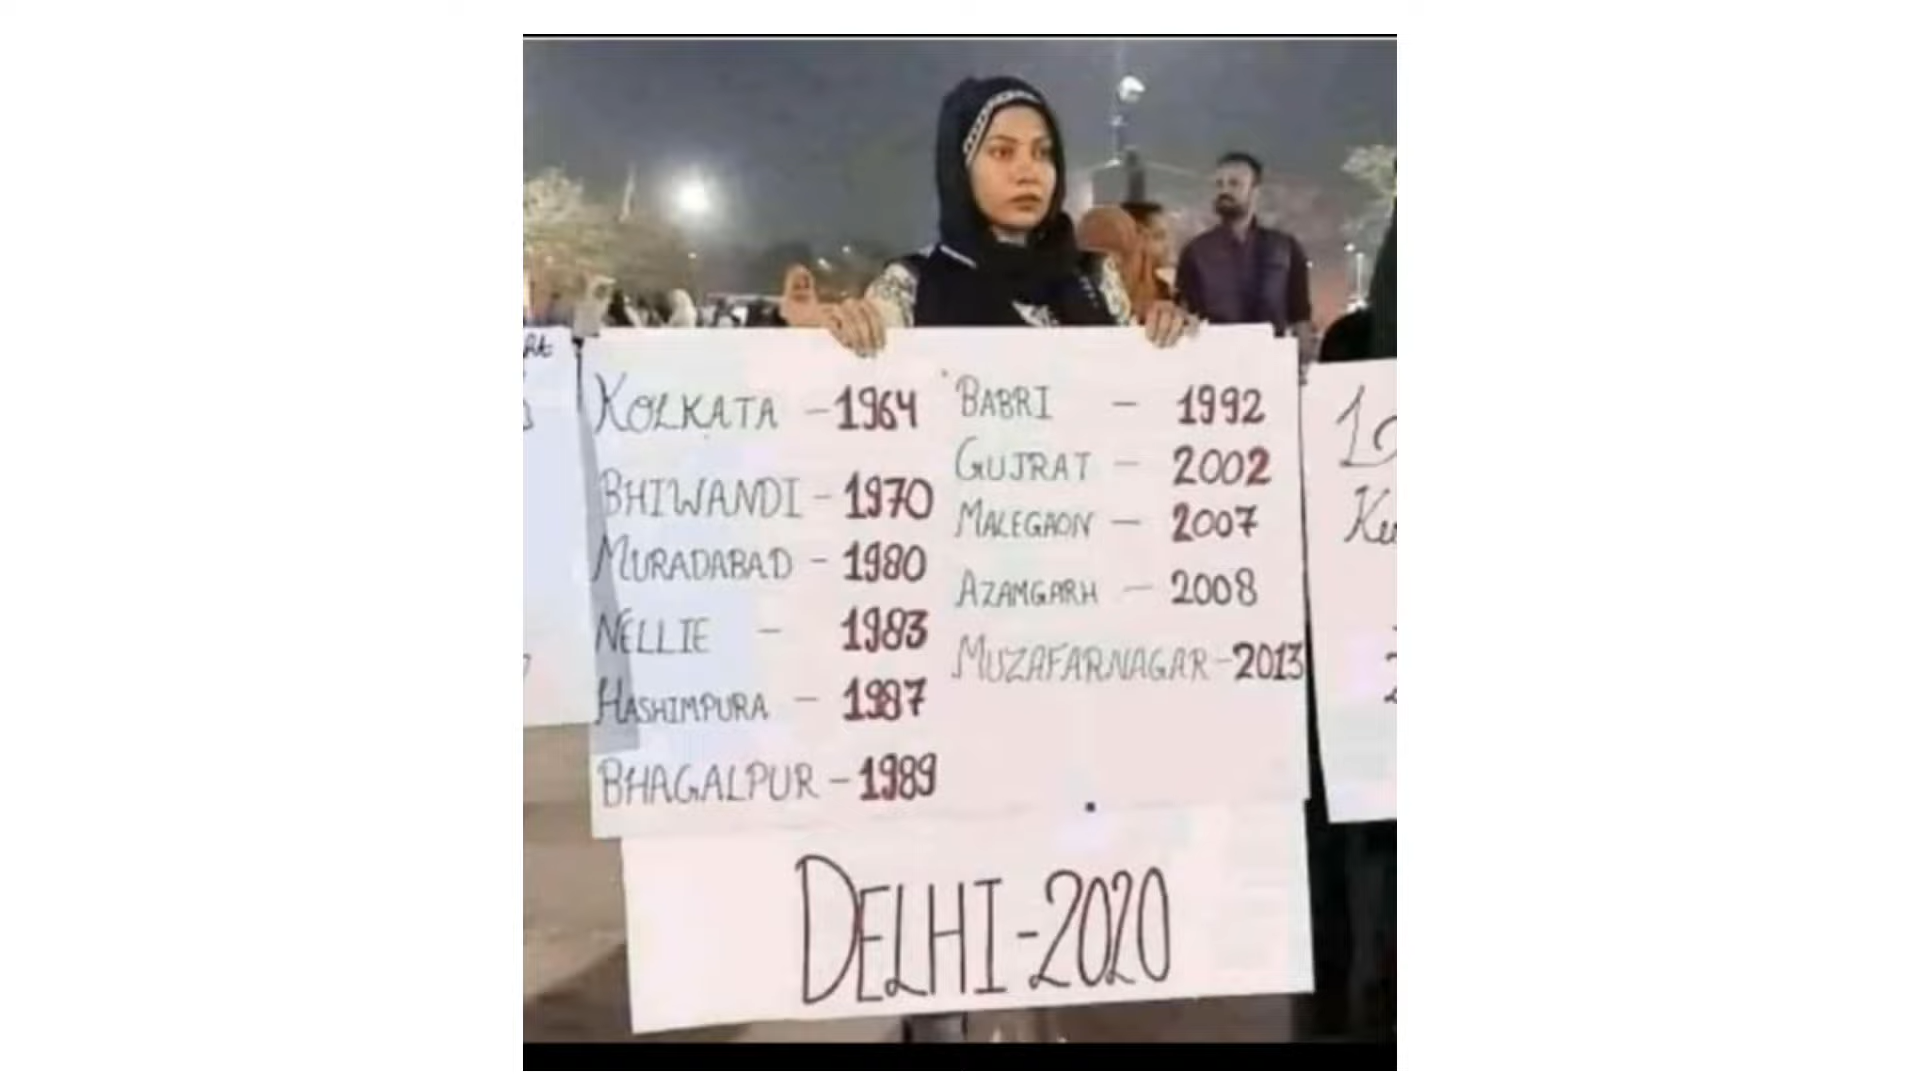 KOLKATA - 1964
BHIWANDI - 1970
MURADABAD - 1980
NELLIE - 1983
HASHIMPURA - 1987
BHAGALPUR - 1989
BABRI - 1992
GUJRAT - 2002
MALEGAON - 2007
AZAMGARH - 2008
MUZAFARNAGAR - 2013
DELHI - 2020